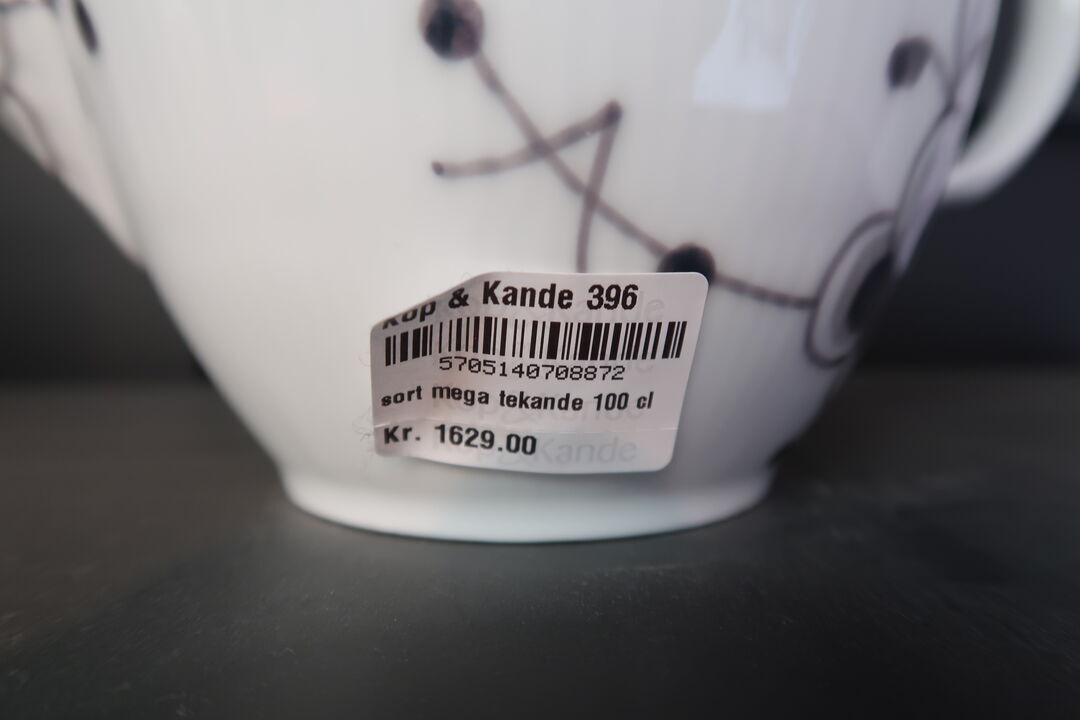 Kop & Kande 396
5705140708872
sort mega tekande 100 cl
Kr. 1629.00